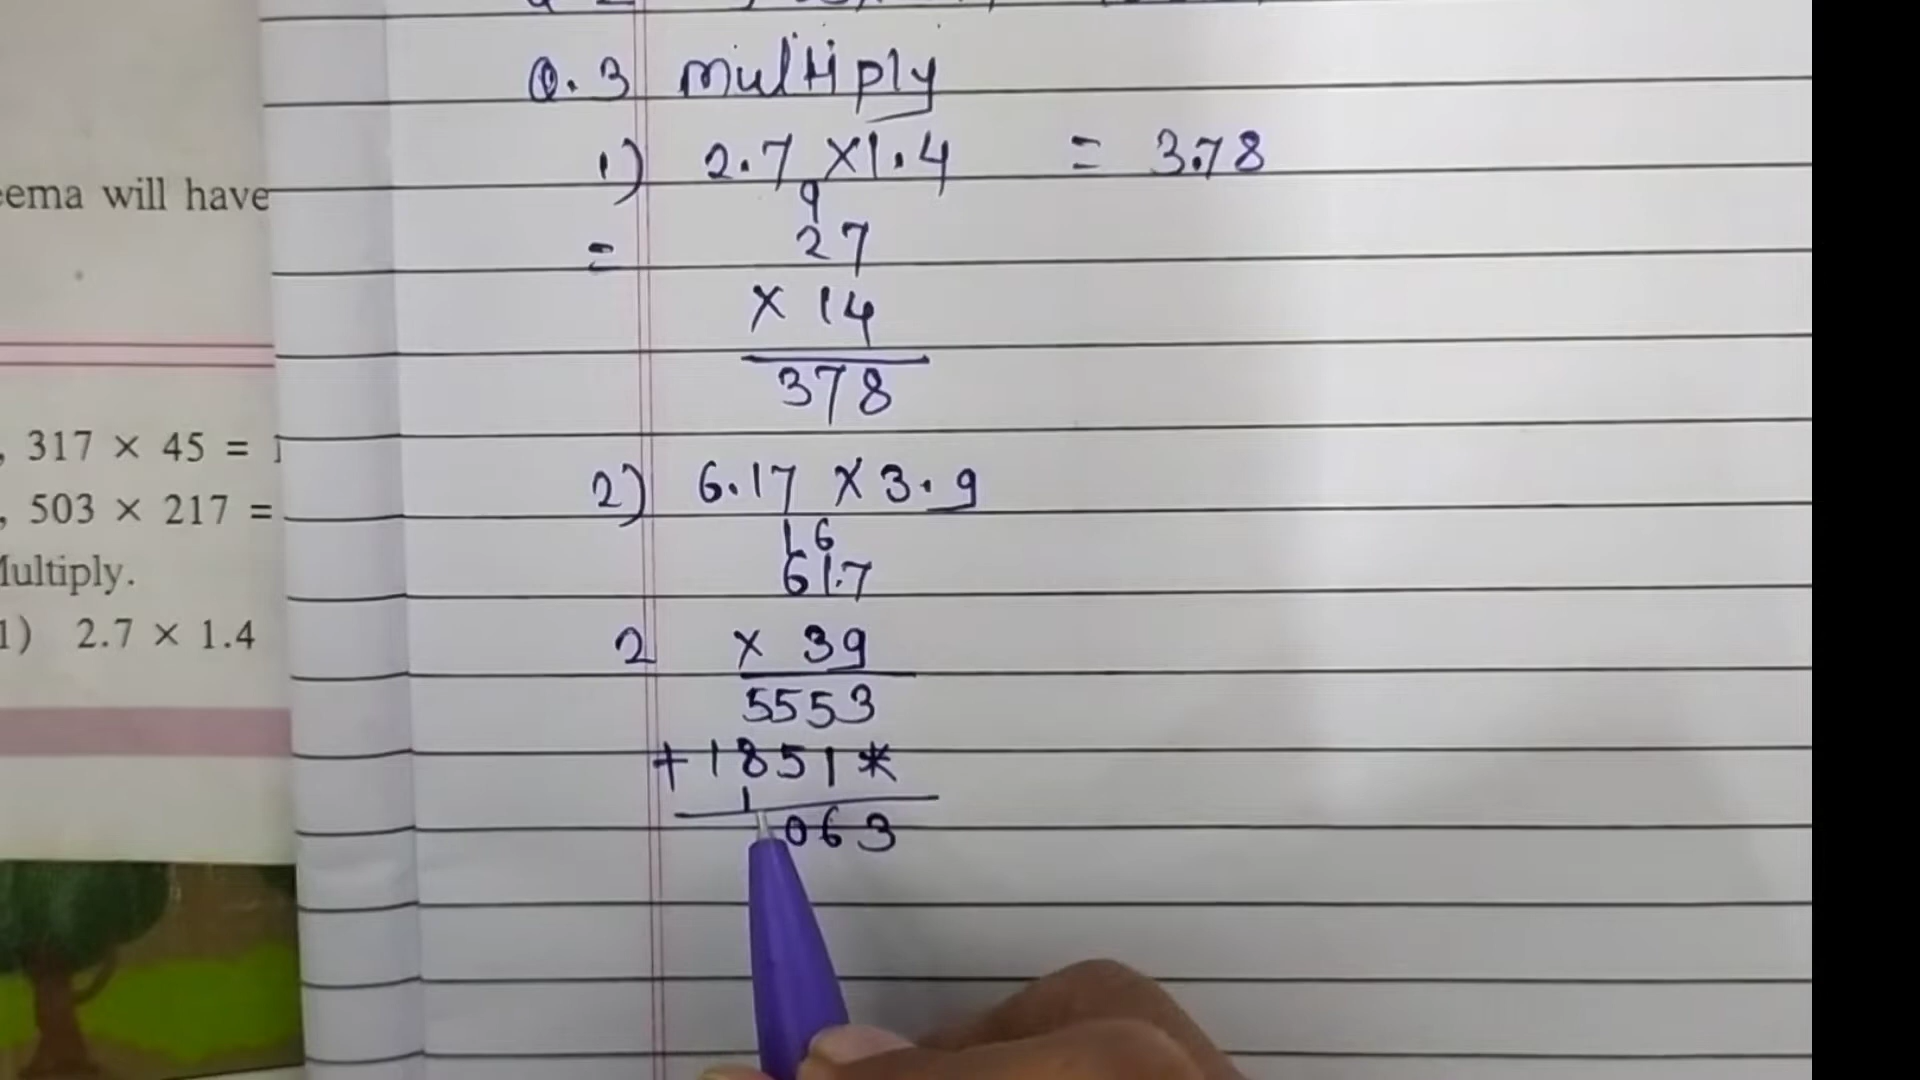 eema will have
, 317 × 45 =
, 503 × 217 =
Multiply.
1) 2.7 × 1.4
Q.3 Multiply
1) 2.7 × 1.4 = 3.78
9
= 27
× 14
378
2) 6.17 × 3.9
1 6
61.7
2 × 39
5553
+ 1851*
1
063